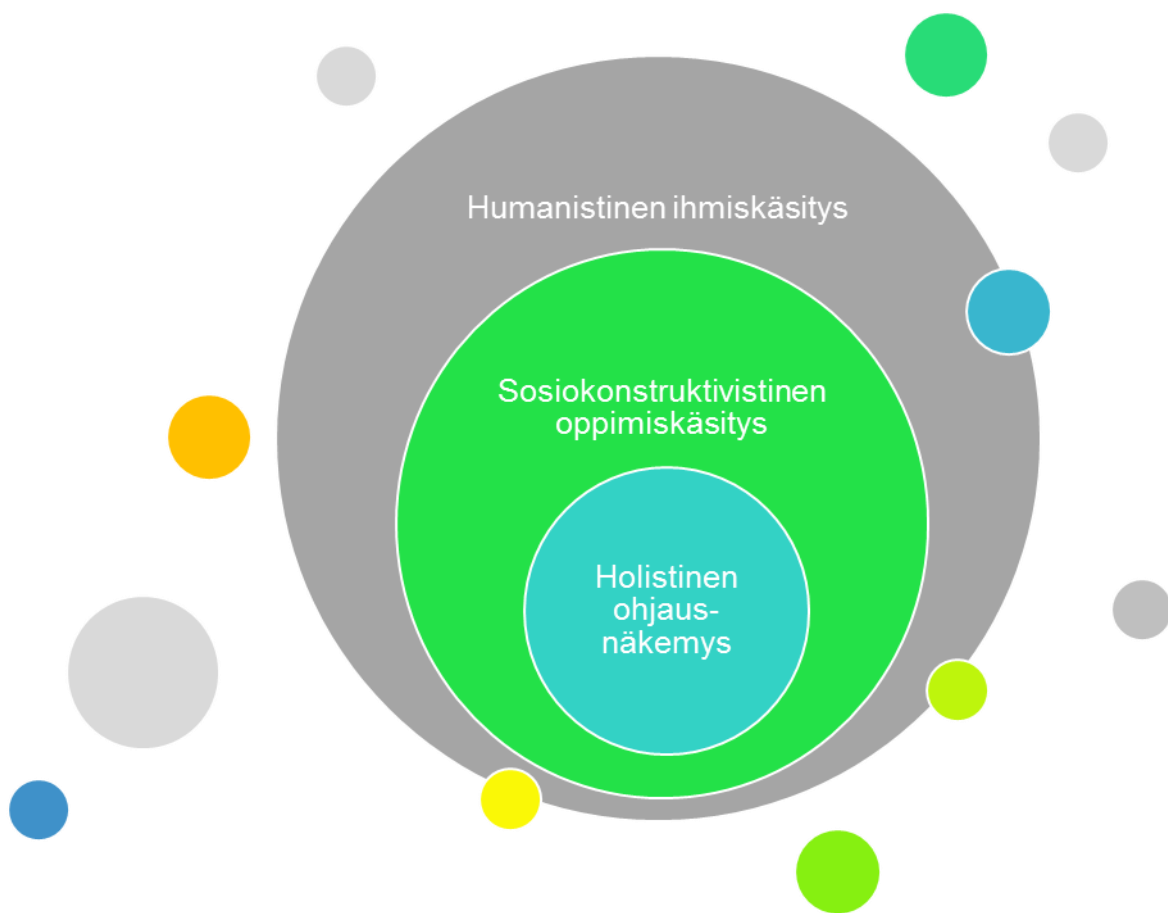 Humanistinen ihmiskäsitys
Sosiokonstruktivistinen
oppimiskäsitys
Holistinen
ohjaus-
näkemys